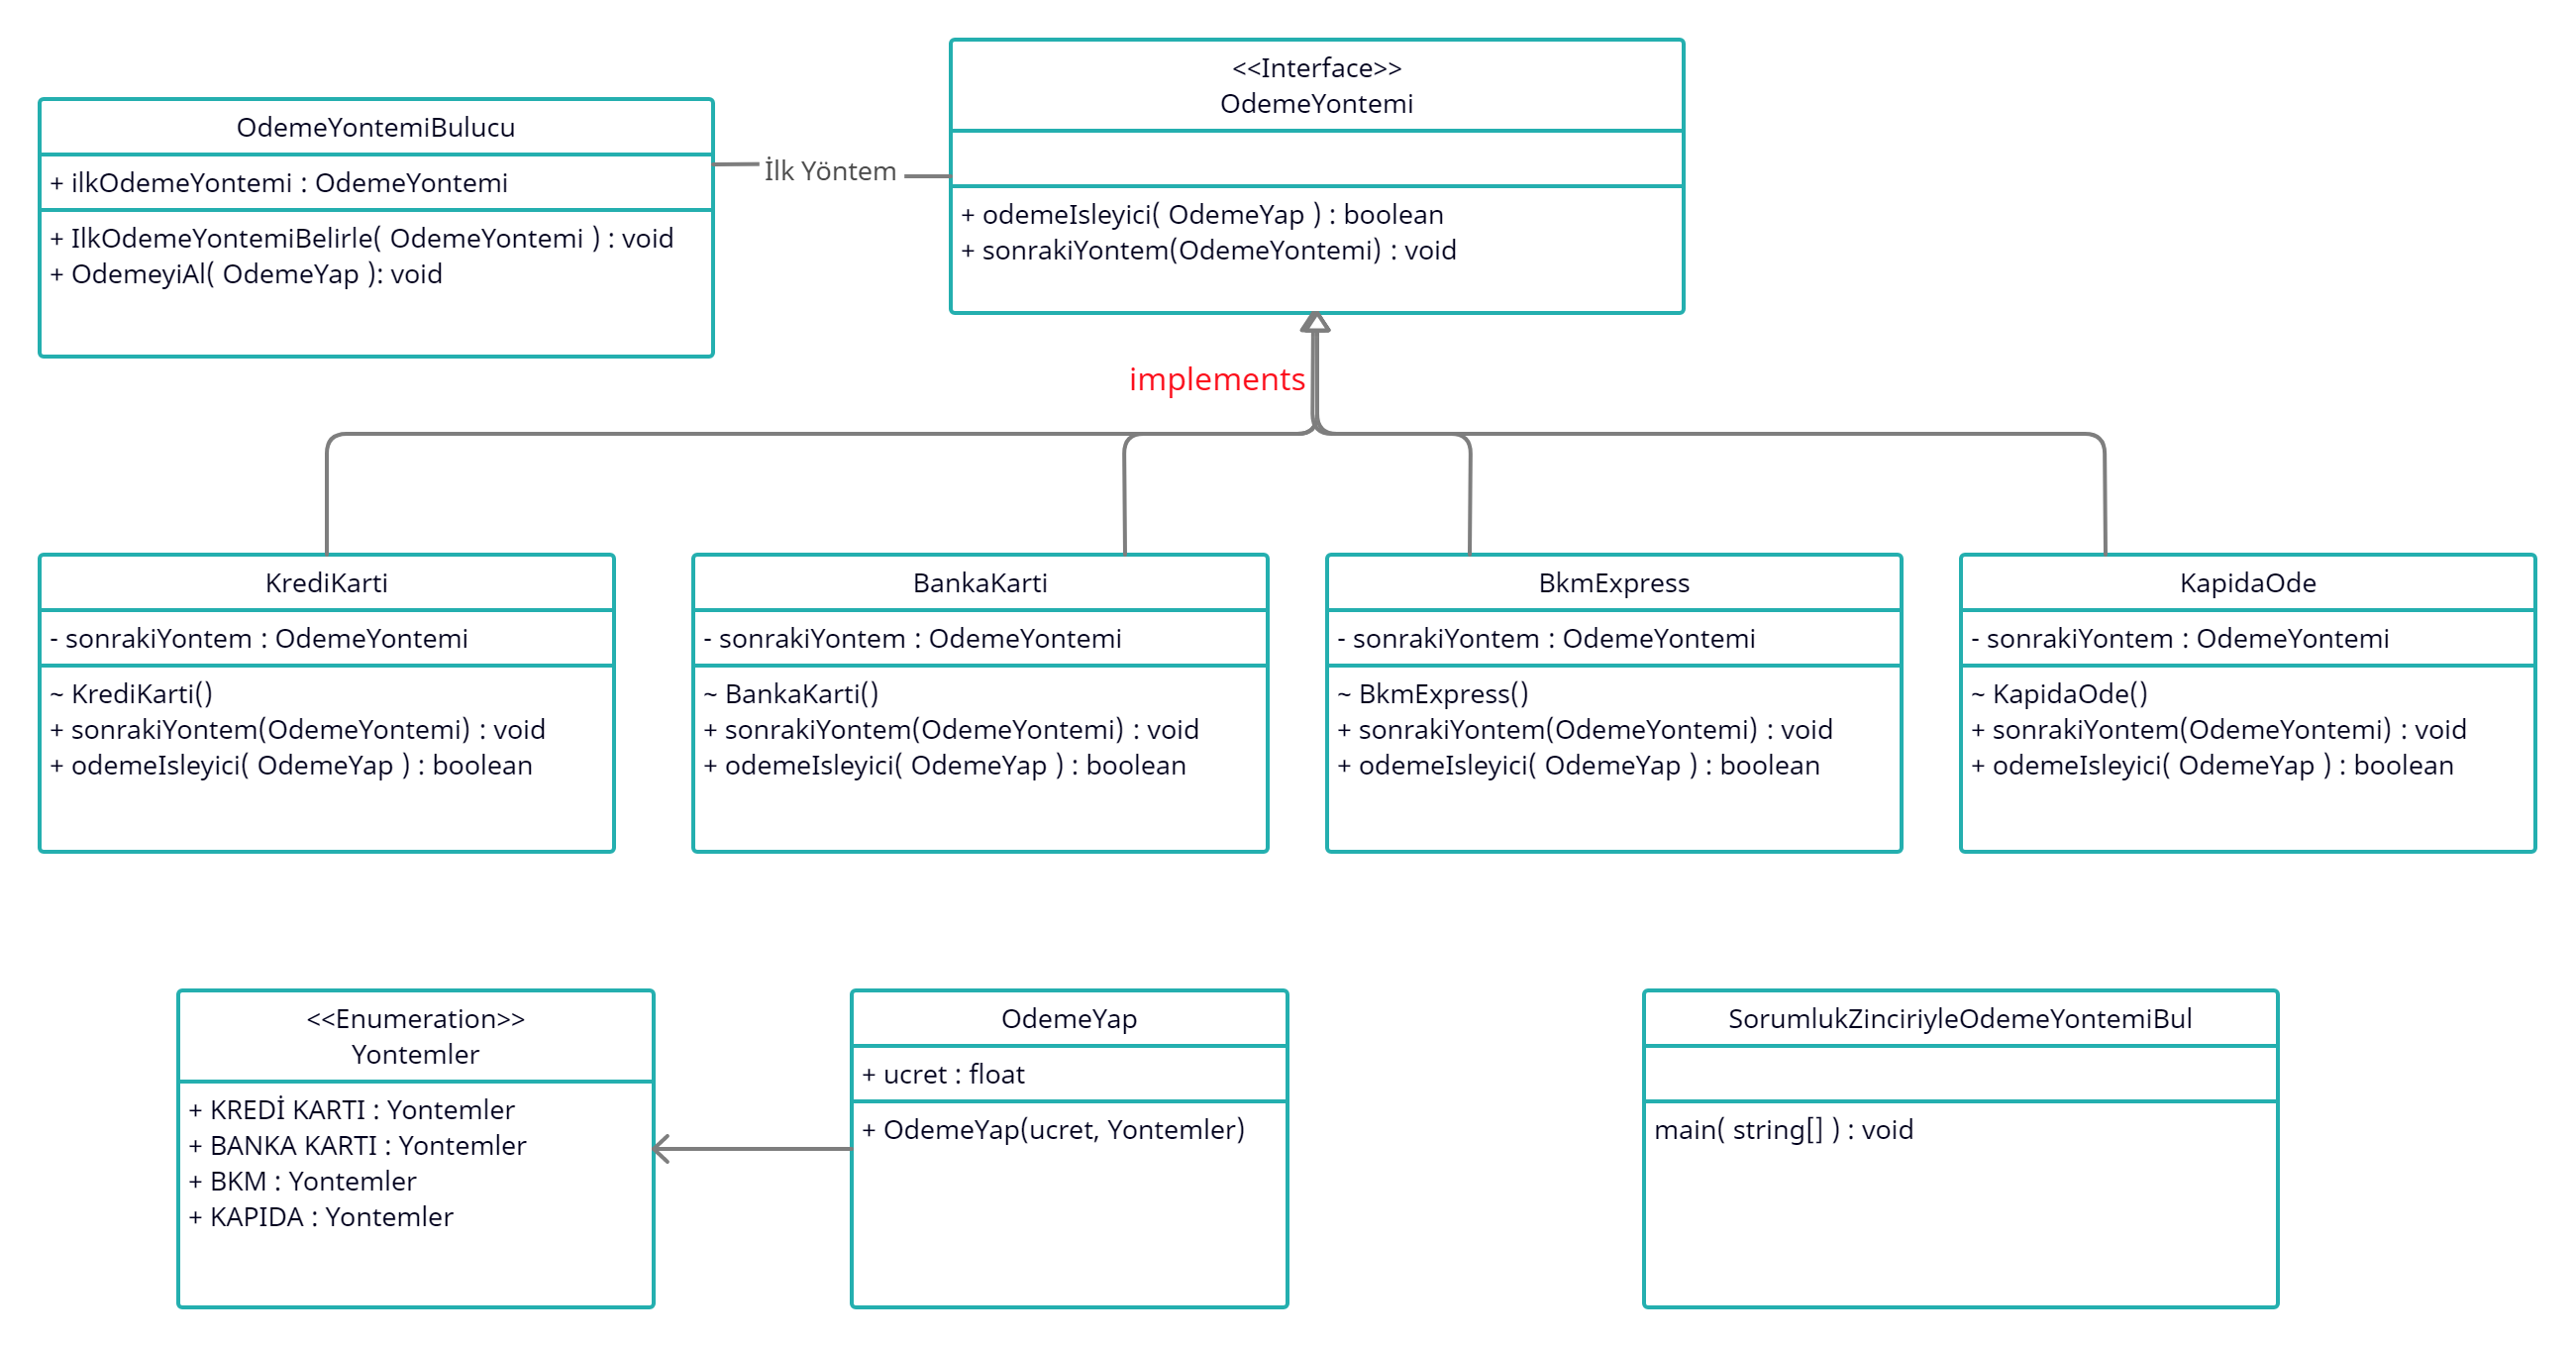 <<Interface>>
OdemeYontemi
+ odemeIsleyici( OdemeYap ) : boolean
+ sonrakiYontem(OdemeYontemi) : void
OdemeYontemiBulucu
+ ilkOdemeYontemi : OdemeYontemi
+ IlkOdemeYontemiBelirle( OdemeYontemi ) : void
+ OdemeyiAl( OdemeYap ): void
İlk Yöntem
implements
KrediKarti
- sonrakiYontem : OdemeYontemi
~ KrediKarti()
+ sonrakiYontem(OdemeYontemi) : void
+ odemeIsleyici( OdemeYap ) : boolean
BankaKarti
- sonrakiYontem : OdemeYontemi
~ BankaKarti()
+ sonrakiYontem(OdemeYontemi) : void
+ odemeIsleyici( OdemeYap ) : boolean
BkmExpress
- sonrakiYontem : OdemeYontemi
~ BkmExpress()
+ sonrakiYontem(OdemeYontemi) : void
+ odemeIsleyici( OdemeYap ) : boolean
KapidaOde
- sonrakiYontem : OdemeYontemi
~ KapidaOde()
+ sonrakiYontem(OdemeYontemi) : void
+ odemeIsleyici( OdemeYap ) : boolean
<<Enumeration>>
Yontemler
+ KREDİ KARTI : Yontemler
+ BANKA KARTI : Yontemler
+ BKM : Yontemler
+ KAPIDA : Yontemler
OdemeYap
+ ucret : float
+ OdemeYap(ucret, Yontemler)
SorumlukZinciriyleOdemeYontemiBul
main( string[] ) : void